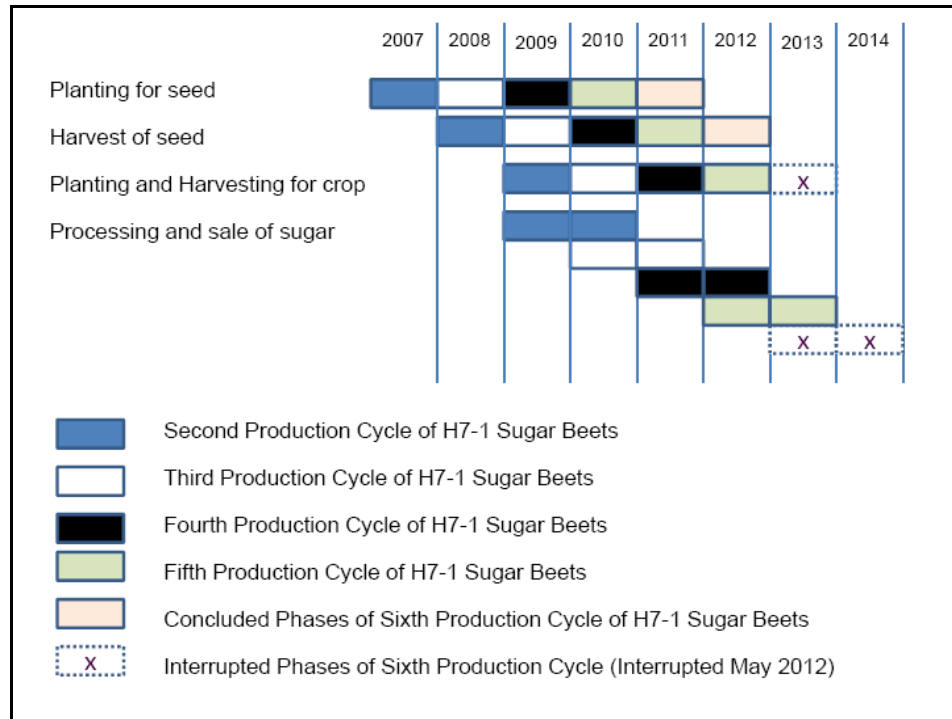 2007 2008 2009 2010 2011 2012 2013 2014
Planting for seed
Harvest of seed
Planting and Harvesting for crop
x
Processing and sale of sugar
x x
Second Production Cycle of H7-1 Sugar Beets
Third Production Cycle of H7-1 Sugar Beets
Fourth Production Cycle of H7-1 Sugar Beets
Fifth Production Cycle of H7-1 Sugar Beets
Concluded Phases of Sixth Production Cycle of H7-1 Sugar Beets
x Interrupted Phases of Sixth Production Cycle (Interrupted May 2012)